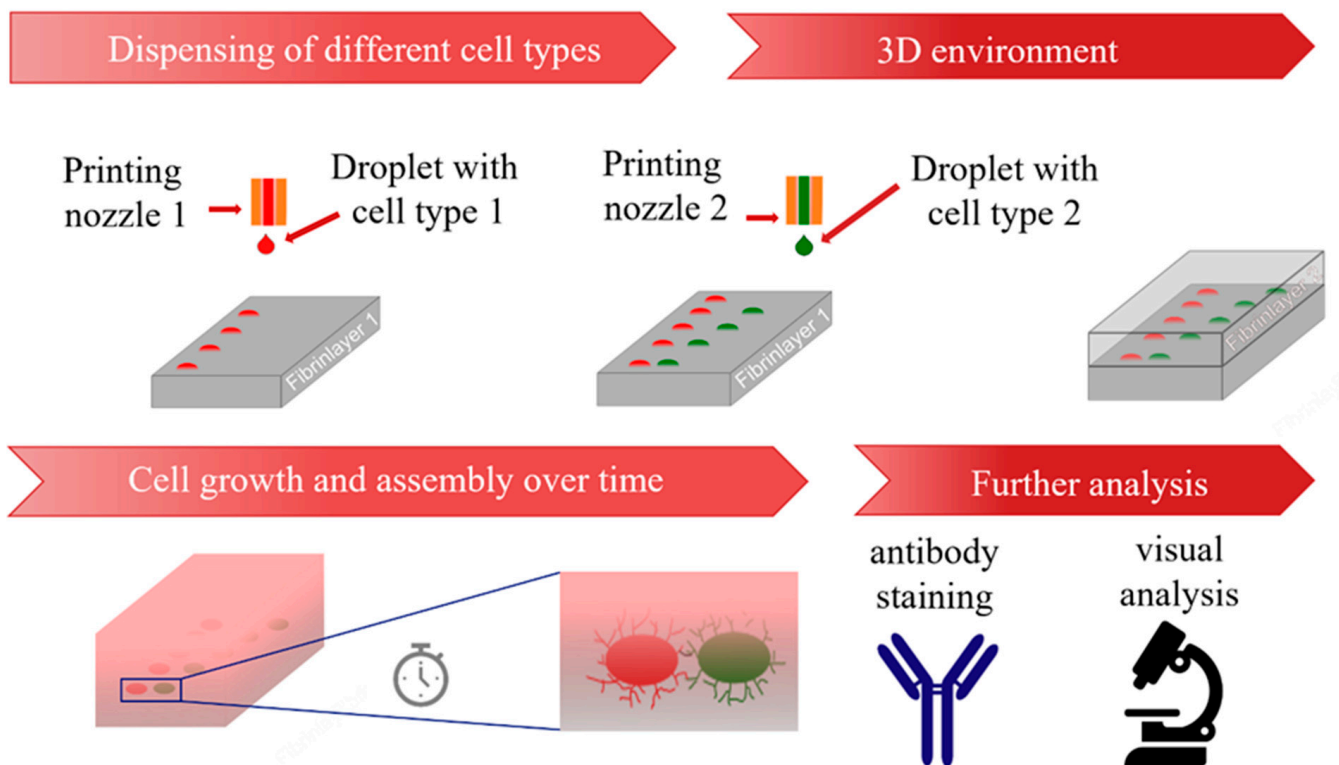 Dispensing of different cell types
3D environment
Printing
nozzle 1
Droplet with
cell type 1
Printing
nozzle 2
Droplet with
cell type 2
Fibrinlayer 1
Fibrinlayer 1
Fibrinlayer 2
Cell growth and assembly over time
Further analysis
antibody
staining
visual
analysis